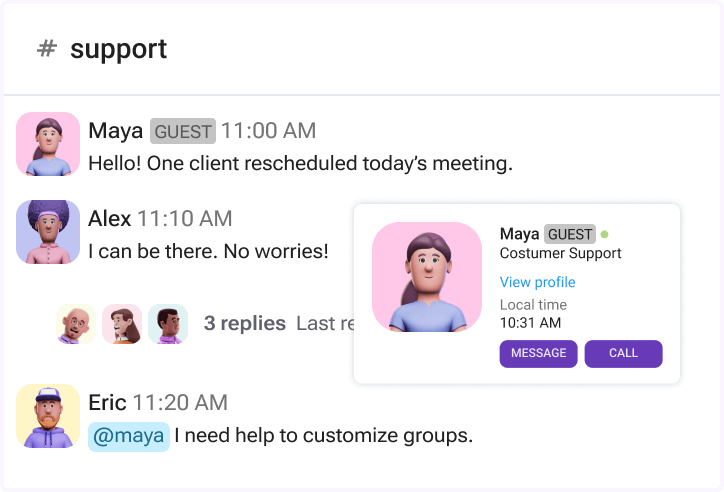 # support
Maya GUEST 11:00 AM
Hello! One client rescheduled today’s meeting.
Alex 11:10 AM
I can be there. No worries!
3 replies Last re
Maya GUEST
Costumer Support
View profile
Local time
10:31 AM
MESSAGE CALL
Eric 11:20 AM
@maya I need help to customize groups.